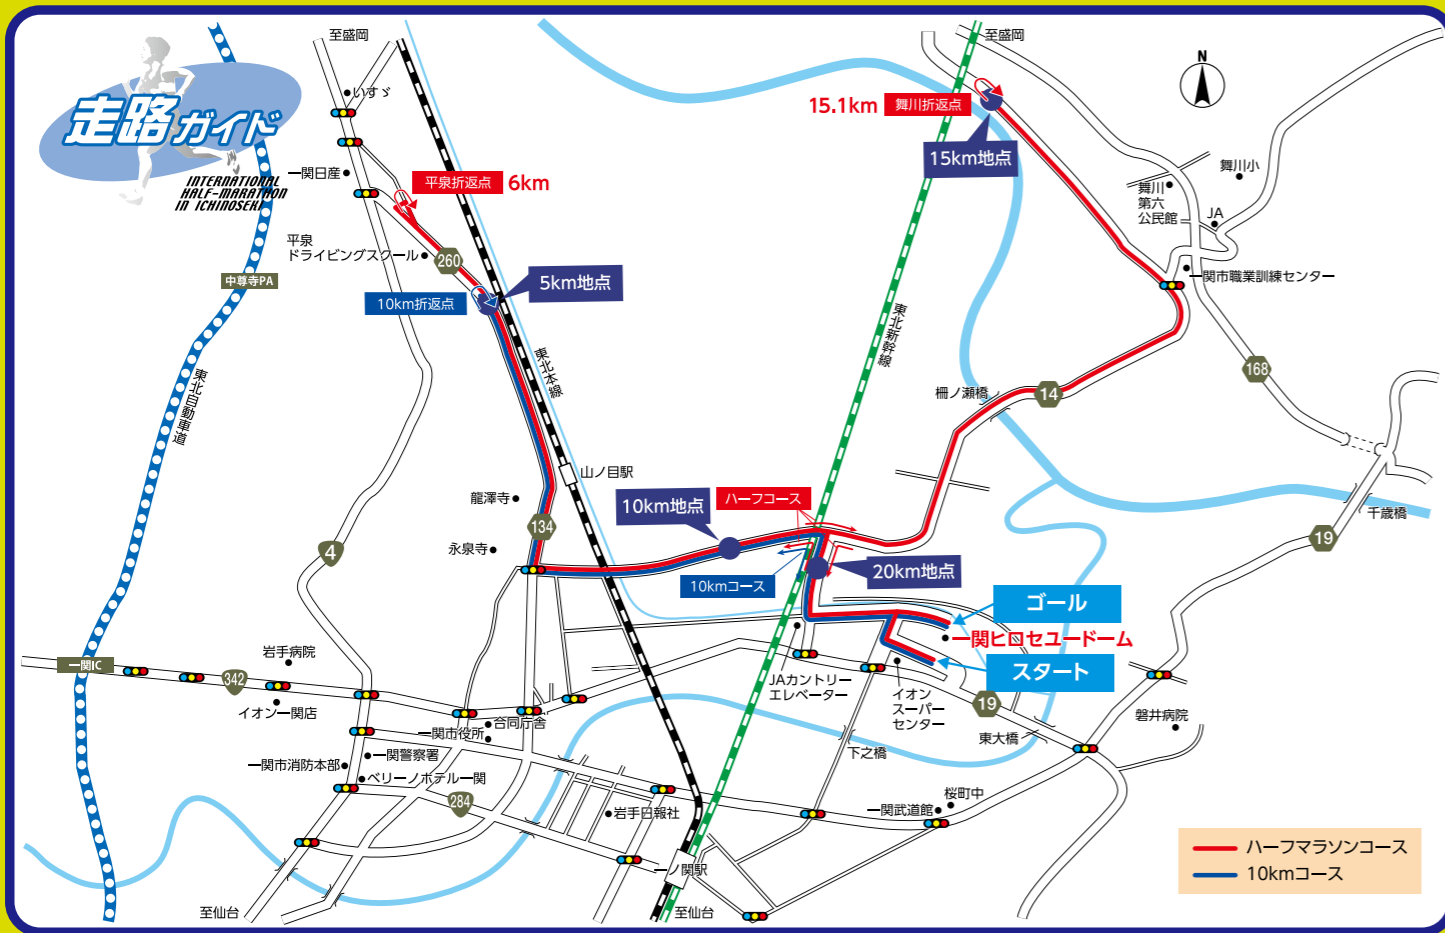 走路ガイド
INTERNATIONAL
HALF-MARATHON
IN ICHINOSEKI
至盛岡
いすゞ
一関日産
平泉折返点 6km
平泉
ドライビングスクール
260
5km地点
10km折返点
中尊寺PA
東北自動車道
東北本線
至盛岡
N
15.1km 舞川折返点
15km地点
舞川小
舞川
第六
公民館
JA
一関市職業訓練センター
東北新幹線
168
柵ノ瀬橋
14
千歳橋
19
山ノ目駅
龍澤寺
134
永泉寺
10km地点
ハーフコース
10kmコース
20km地点
ゴール
一関ヒロセユードーム
スタート
4
一関IC
342
岩手病院
イオン一関店
JAカントリー
エレベーター
イオン
スーパー
センター
19
東大橋
磐井病院
下之橋
合同庁舎
一関市役所
一関警察署
一関市消防本部
ベリーノホテル一関
284
岩手日報社
一関武道館
桜町中
一ノ関駅
至仙台
至仙台
ハーフマラソンコース
10kmコース